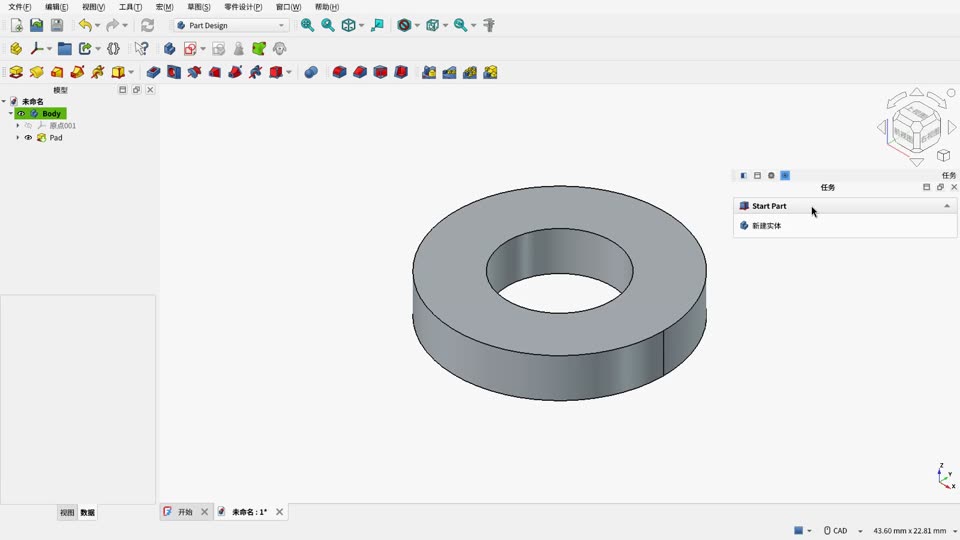 文件(F) 编辑(E) 视图(V) 工具(T) 宏(M) 草图(S) 零件设计(P) 窗口(W) 帮助(H)
Part Design
模型
未命名
Body
原点001
Pad
任务
任务
Start Part
新建实体
Z
Y
X
视图 数据
开始 未命名 : 1*
CAD 43.60 mm x 22.81 mm